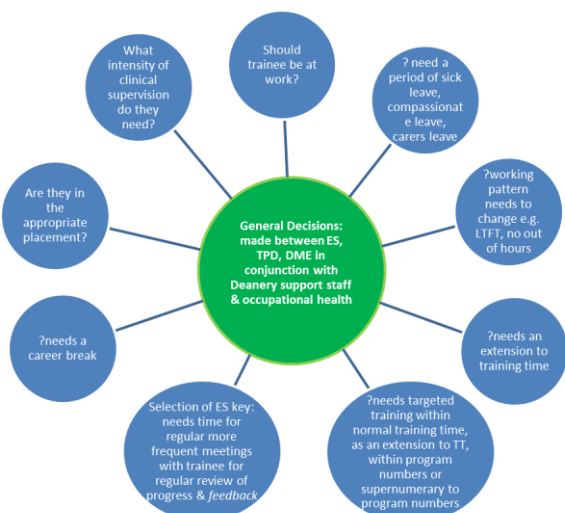 General Decisions:
made between ES,
TPD, DME in
conjunction with
Deanery support staff
& occupational health
Should
trainee be at
work?
? need a
period of sick
leave,
compassionat
e leave,
carers leave
?working
pattern
needs to
change e.g.
LTFT, no out
of hours
?needs an
extension to
training time
?needs targeted
training within
normal training time,
as an extension to TT,
within program
numbers or
supernumerary to
program numbers
Selection of ES key:
needs time for
regular more
frequent meetings
with trainee for
regular review of
progress & feedback
?needs a
career break
Are they in
the
appropriate
placement?
What
intensity of
clinical
supervision
do they
need?